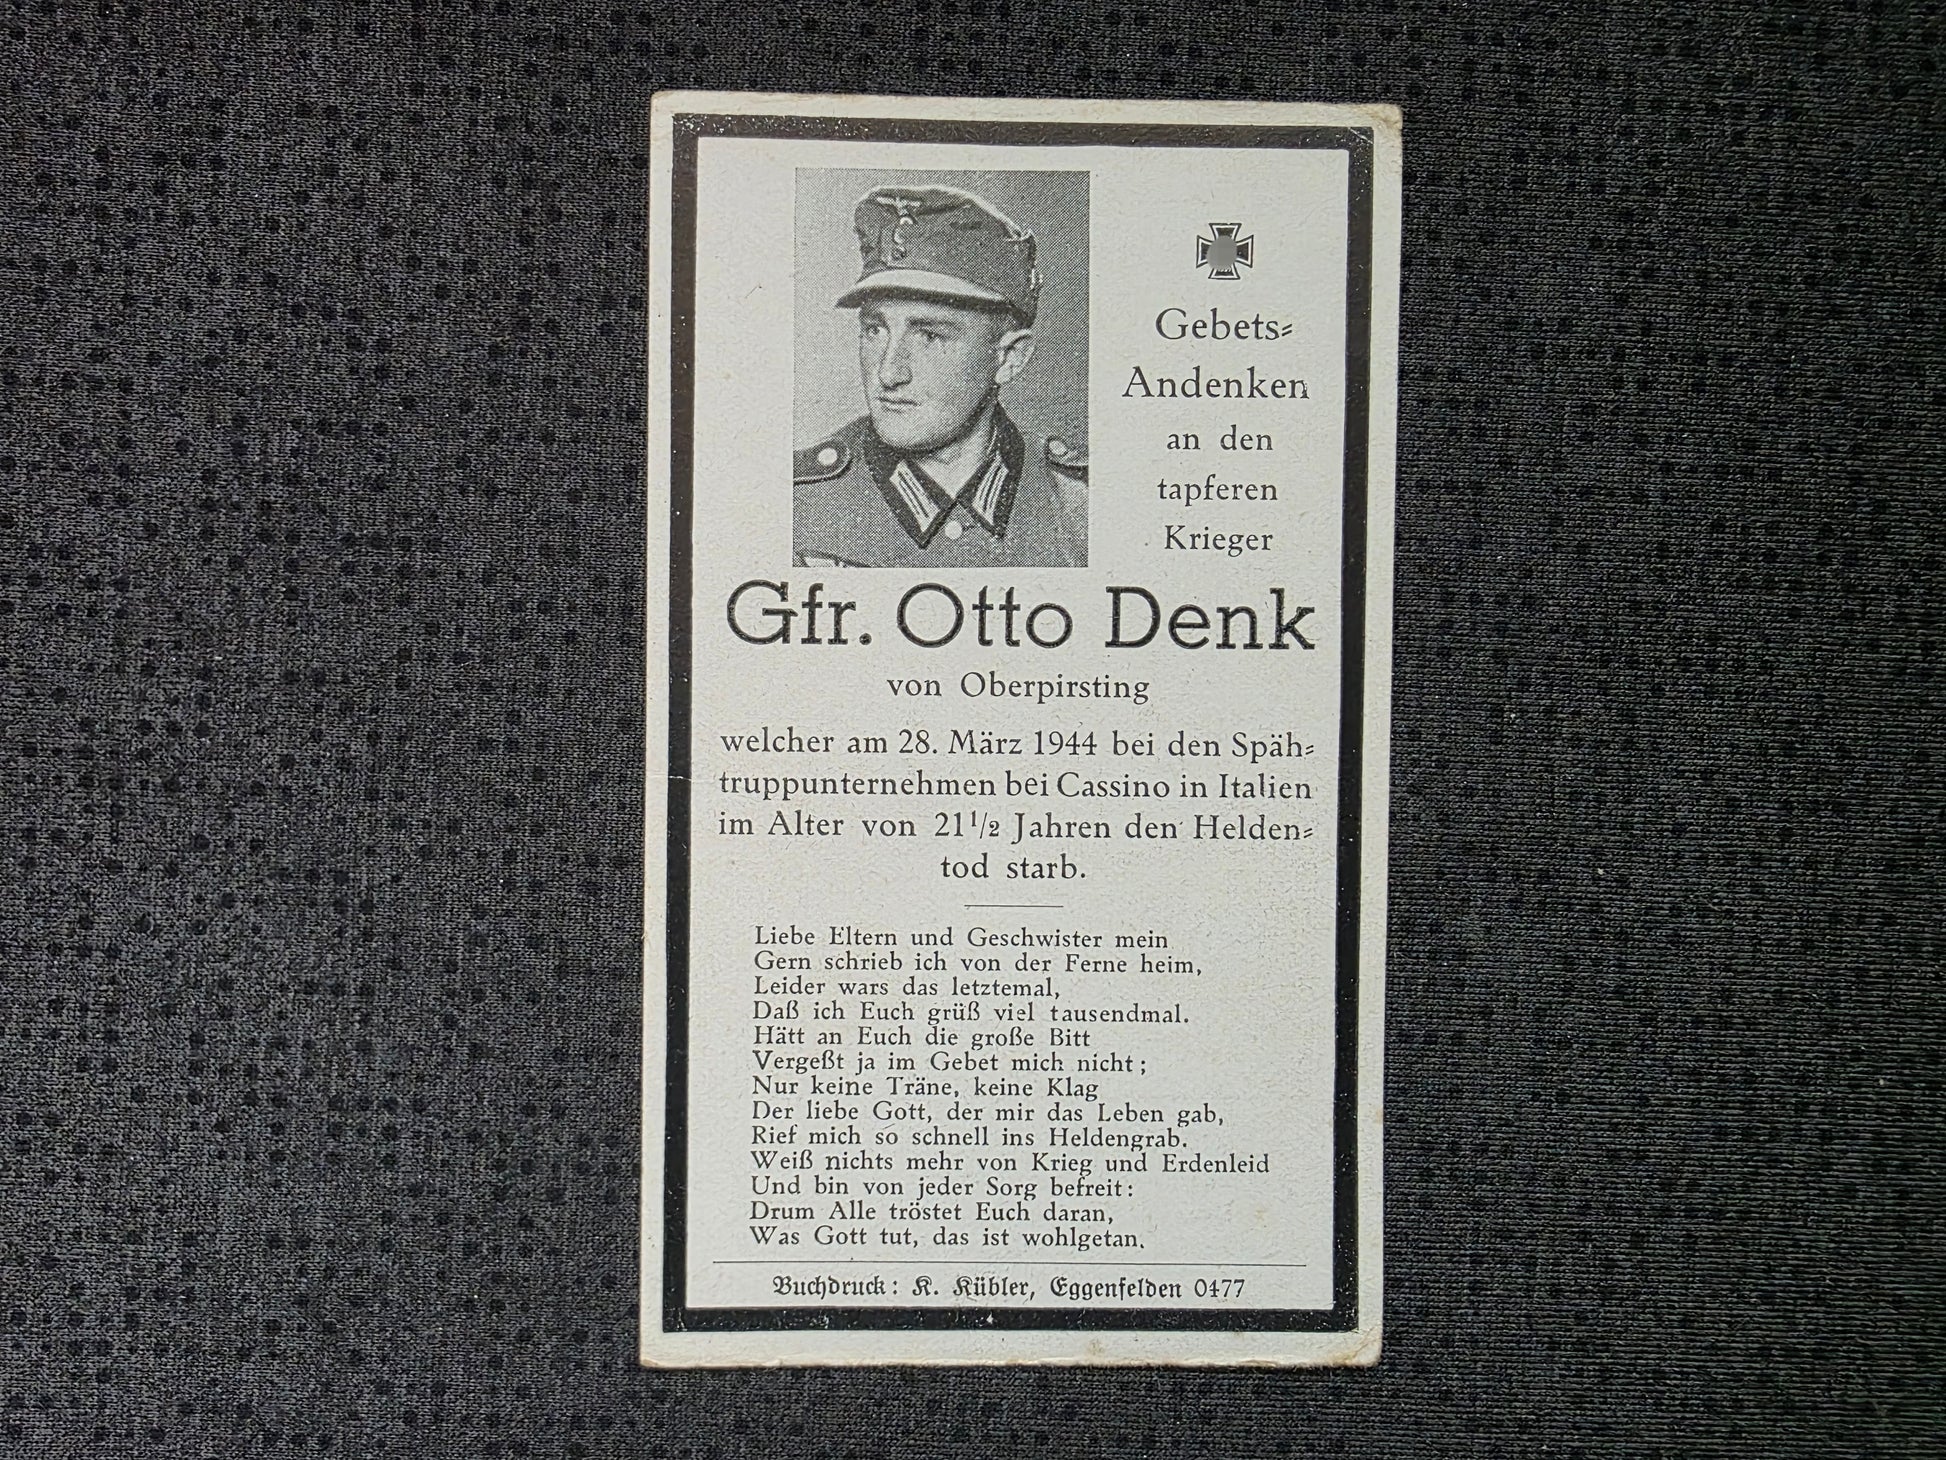 Gebets-
Andenken
an den
tapferen
Krieger
Gfr. Otto Denk
von Oberpirsting
welcher am 28. März 1944 bei den Späh-
truppunternehmen bei Cassino in Italien
im Alter von 21 1/2 Jahren den Helden-
tod starb.
Liebe Eltern und Geschwister mein
Gern schrieb ich von der Ferne heim,
Leider wars das letztemal,
Daß ich Euch grüß viel tausendmal.
Hätt an Euch die große Bitt
Vergeßt ja im Gebet mich nicht;
Nur keine Träne, keine Klag
Der liebe Gott, der mir das Leben gab,
Rief mich so schnell ins Heldengrab.
Weiß nichts mehr von Krieg und Erdenleid
Und bin von jeder Sorg befreit:
Drum Alle tröstet Euch daran,
Was Gott tut, das ist wohlgetan.
Buchdruck: K. Kübler, Eggenfelden 0477